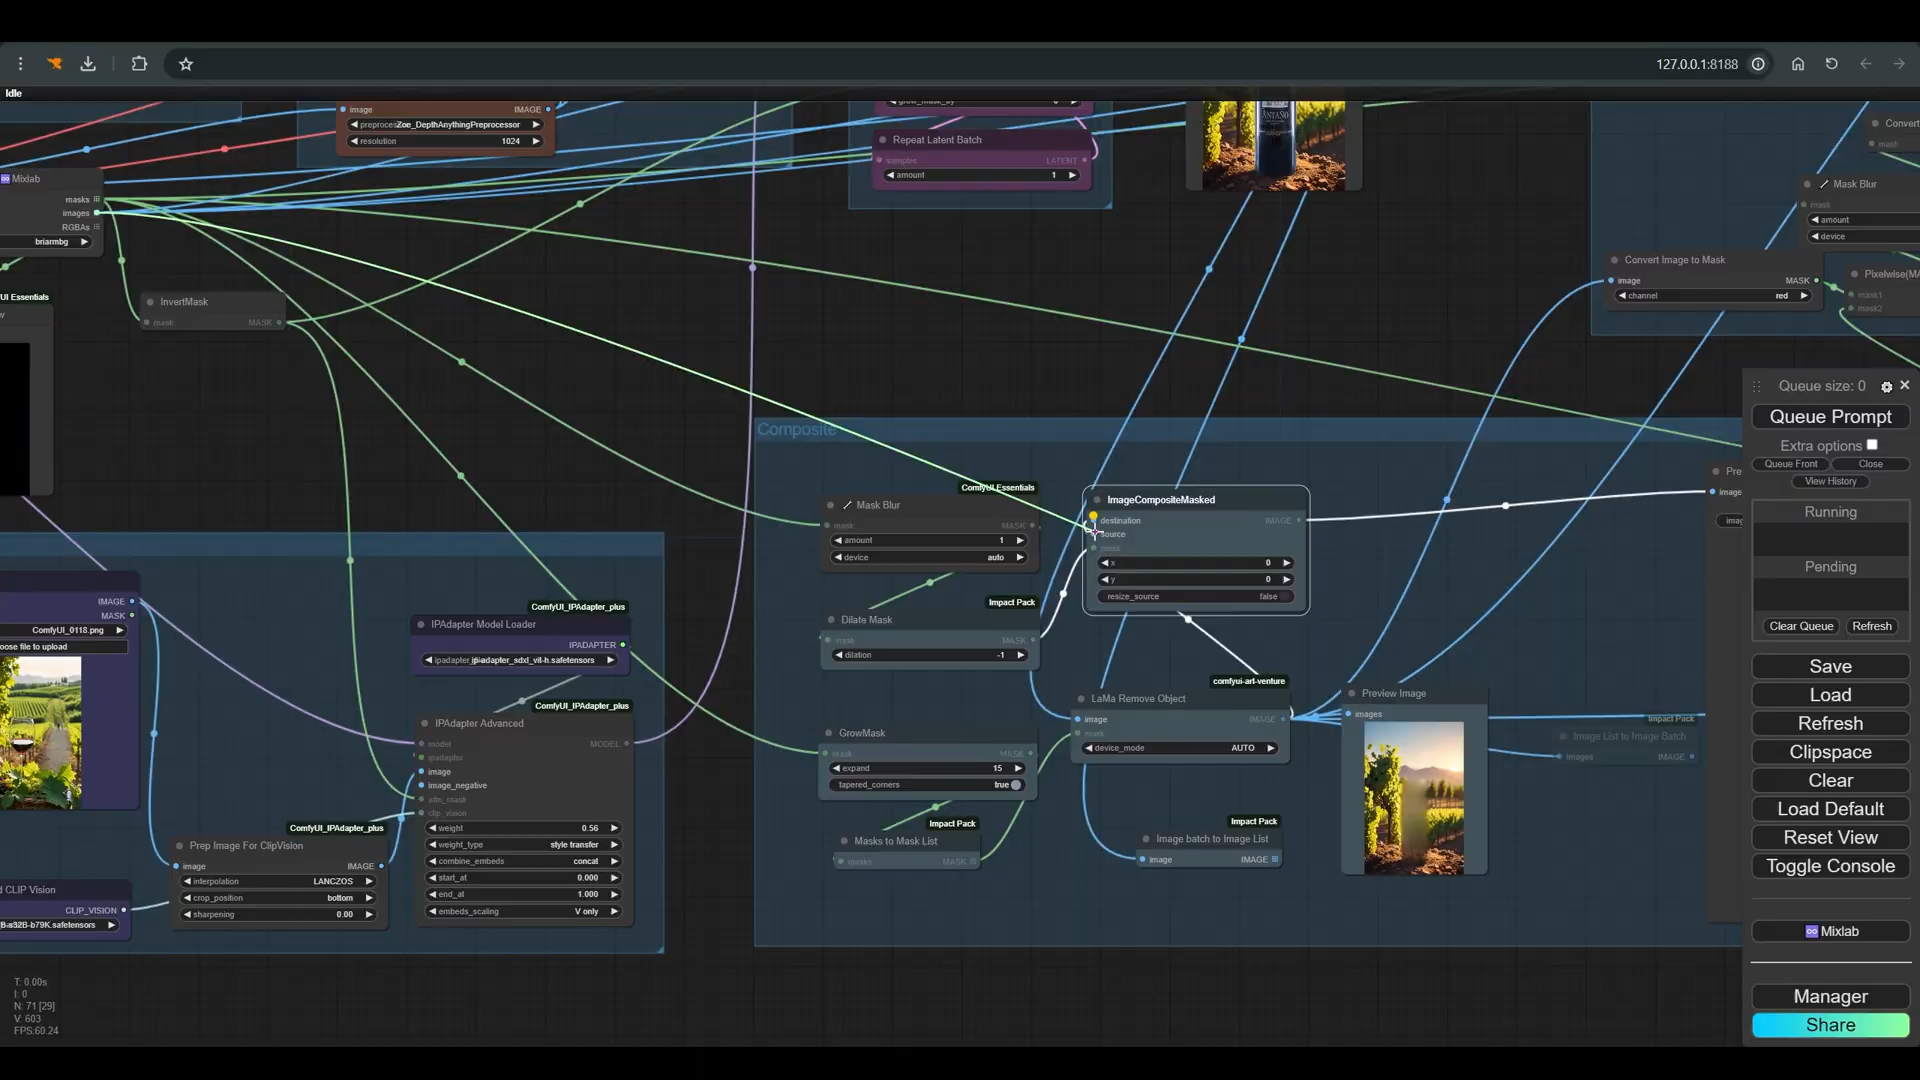 127.0.0.1:8188
Idle
image IMAGE
Zoe_DepthAnythingPreprocessor
resolution 1024
Repeat Latent Batch
samples LATENT
amount 1
Mixlab
masks
images
RGBAs
briarmbg
InvertMask
mask MASK
Convert
mask
Mask Blur
mask
amount
device
Convert Image to Mask
image MASK
channel red
mask1
mask2
Composite
ComfyUI Essentials
Mask Blur
mask MASK
amount 1
device auto
Impact Pack
Dilate Mask
mask MASK
dilation -1
GrowMask
mask MASK
expand 15
tapered_corners true
Impact Pack
Masks to Mask List
masks MASK
ImageCompositeMasked
destination IMAGE
source
mask
x 0
y 0
resize_source false
comfyui-art-venture
LaMa Remove Object
image IMAGE
mask
device_mode AUTO
Impact Pack
Image batch to Image List
image IMAGE
Preview Image
images
Impact Pack
Image List to Image Batch
images IMAGE
IMAGE
MASK
ComfyUI_0118.png
CLIP Vision
CLIP_VISION
ComfyUI_IPAdapter_plus
Prep Image For ClipVision
image IMAGE
interpolation LANCZOS
crop_position bottom
sharpening 0.00
ComfyUI_IPAdapter_plus
IPAdapter Model Loader
IPADAPTER
ComfyUI_IPAdapter_plus
IPAdapter Advanced
model MODEL
ipadapter
image
image_negative
attn_mask
clip_vision
weight 0.56
weight_type style transfer
combine_embeds concat
start_at 0.000
end_at 1.000
embeds_scaling V only
Queue size: 0
Queue Prompt
Extra options
Queue Front Close
View History
Running
Pending
Clear Queue Refresh
Save
Load
Refresh
Clipspace
Clear
Load Default
Reset View
Toggle Console
Mixlab
Manager
Share
T: 0.00s
I: 0
N: 71 [29]
V: 603
FPS:60.24